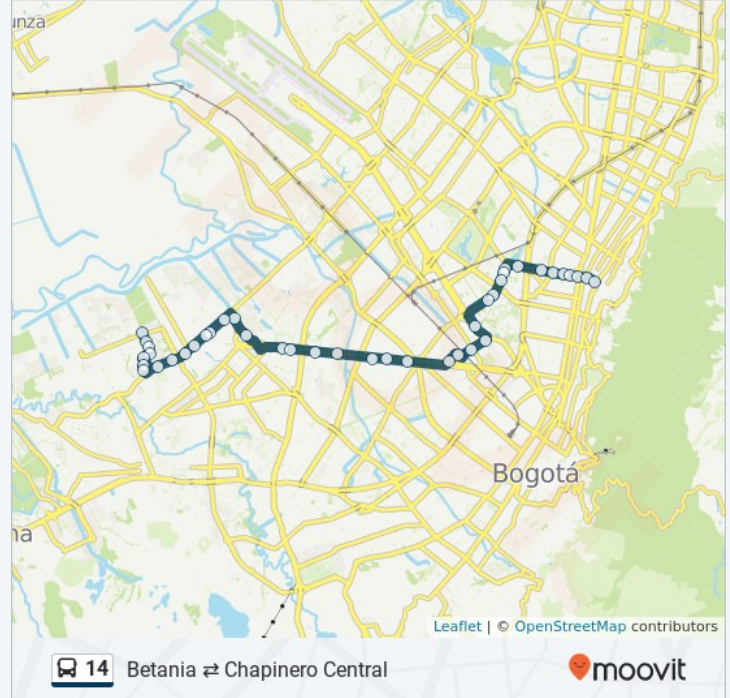 unza
Bogotá
na
Leaflet | © OpenStreetMap contributors
14 Betania ⇄ Chapinero Central
moovit